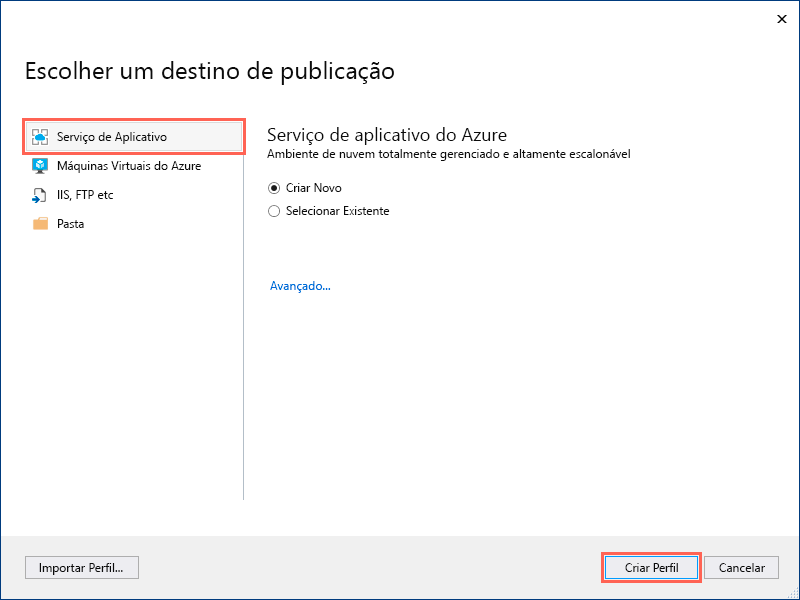 Escolher um destino de publicação
Serviço de Aplicativo
Máquinas Virtuais do Azure
IIS, FTP etc
Pasta
Serviço de aplicativo do Azure
Ambiente de nuvem totalmente gerenciado e altamente escalonável
Criar Novo
Selecionar Existente
Avançado...
Importar Perfil...
Criar Perfil
Cancelar